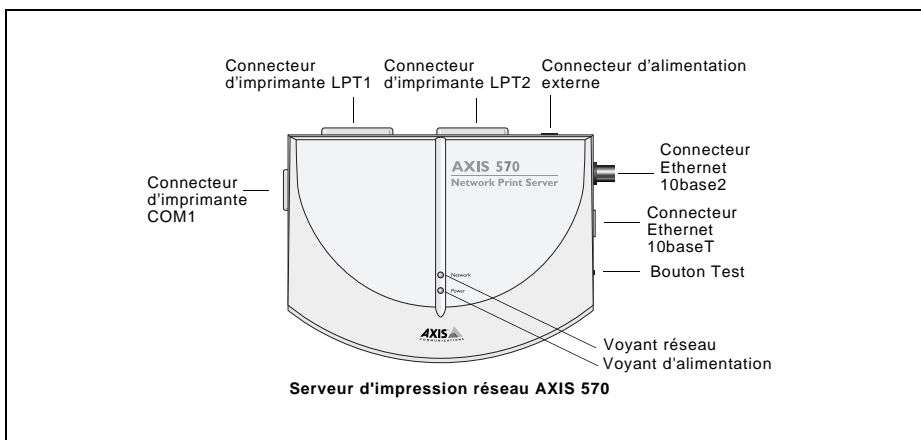 Connecteur
d'imprimante LPT1
Connecteur
d'imprimante LPT2
Connecteur d'alimentation
externe
AXIS 570
Network Print Server
Connecteur
Ethernet
10base2
Connecteur
d'imprimante
COM1
Connecteur
Ethernet
10baseT
Bouton Test
Network
Power
AXIS
COMMUNICATIONS
Voyant réseau
Voyant d'alimentation
Serveur d'impression réseau AXIS 570